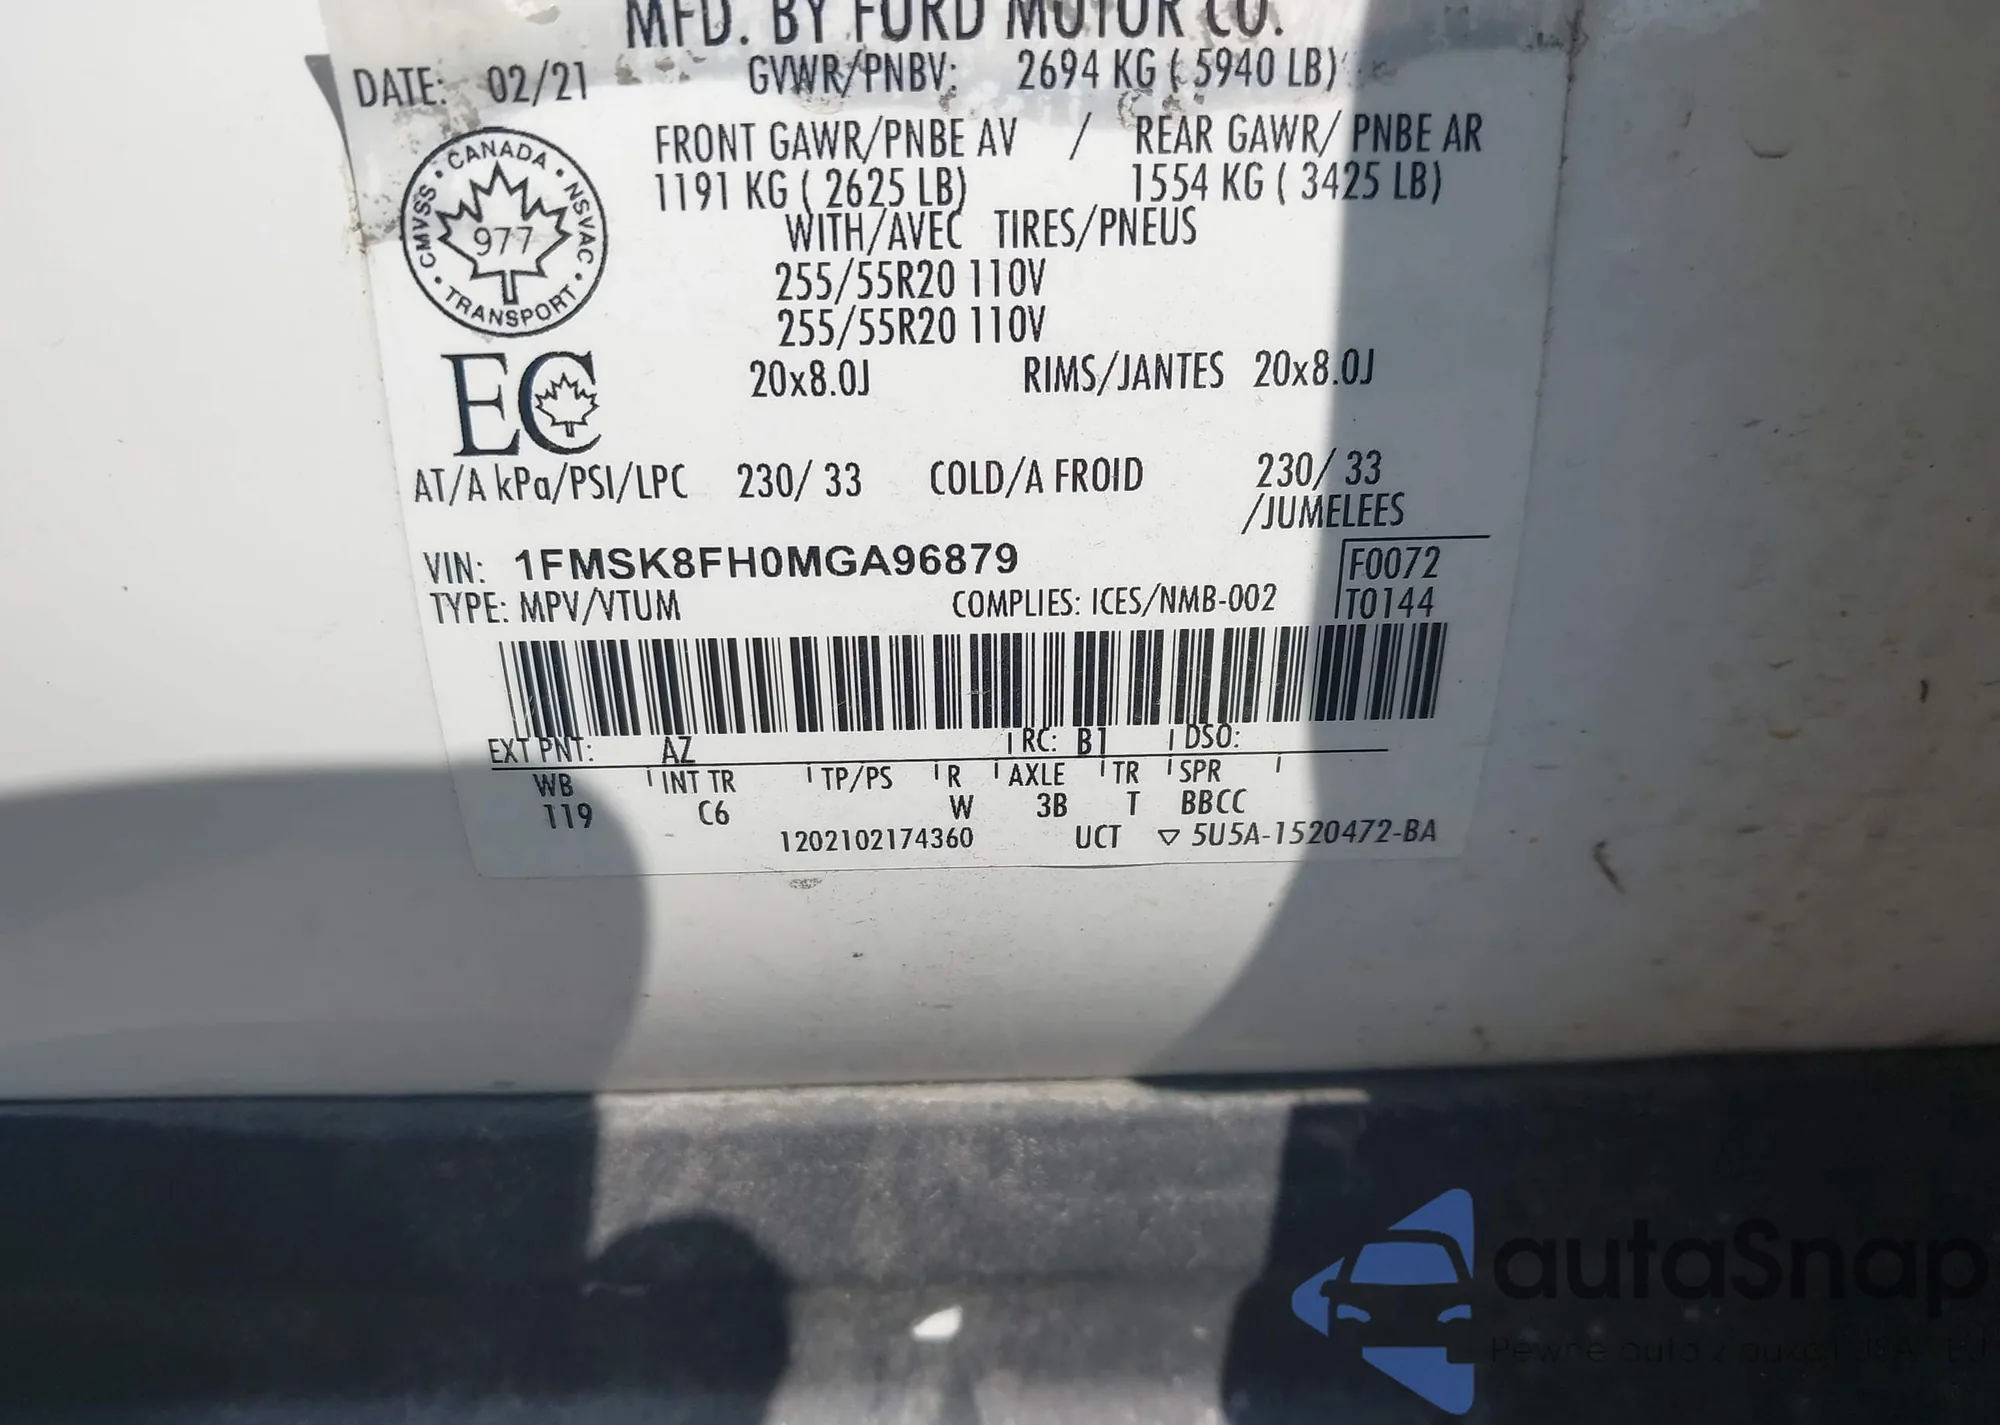 MFD. BY FORD MOTOR CO.
DATE: 02/21 GVWR/PNBV: 2694 KG ( 5940 LB)
FRONT GAWR/PNBE AV / REAR GAWR/ PNBE AR
1191 KG ( 2625 LB) 1554 KG ( 3425 LB)
WITH/AVEC TIRES/PNEUS
255/55R20 110V
255/55R20 110V
CANADA
CMVSS NSVAC
977
TRANSPORT
EC
20x8.0J RIMS/JANTES 20x8.0J
AT/A kPa/PSI/LPC 230/ 33 COLD/A FROID 230/ 33
/JUMELEES
VIN: 1FMSK8FH0MGA96879 F0072
TYPE: MPV/VTUM COMPLIES: ICES/NMB-002 T0144
EXT PNT: AZ RC: B1 DSO:
WB INT TR TP/PS R AXLE TR SPR
119 C6 W 3B T BBCC
1202102174360 UCT ▽ 5U5A-1520472-BA
autaSnap
Pewne auta z aukcji USA